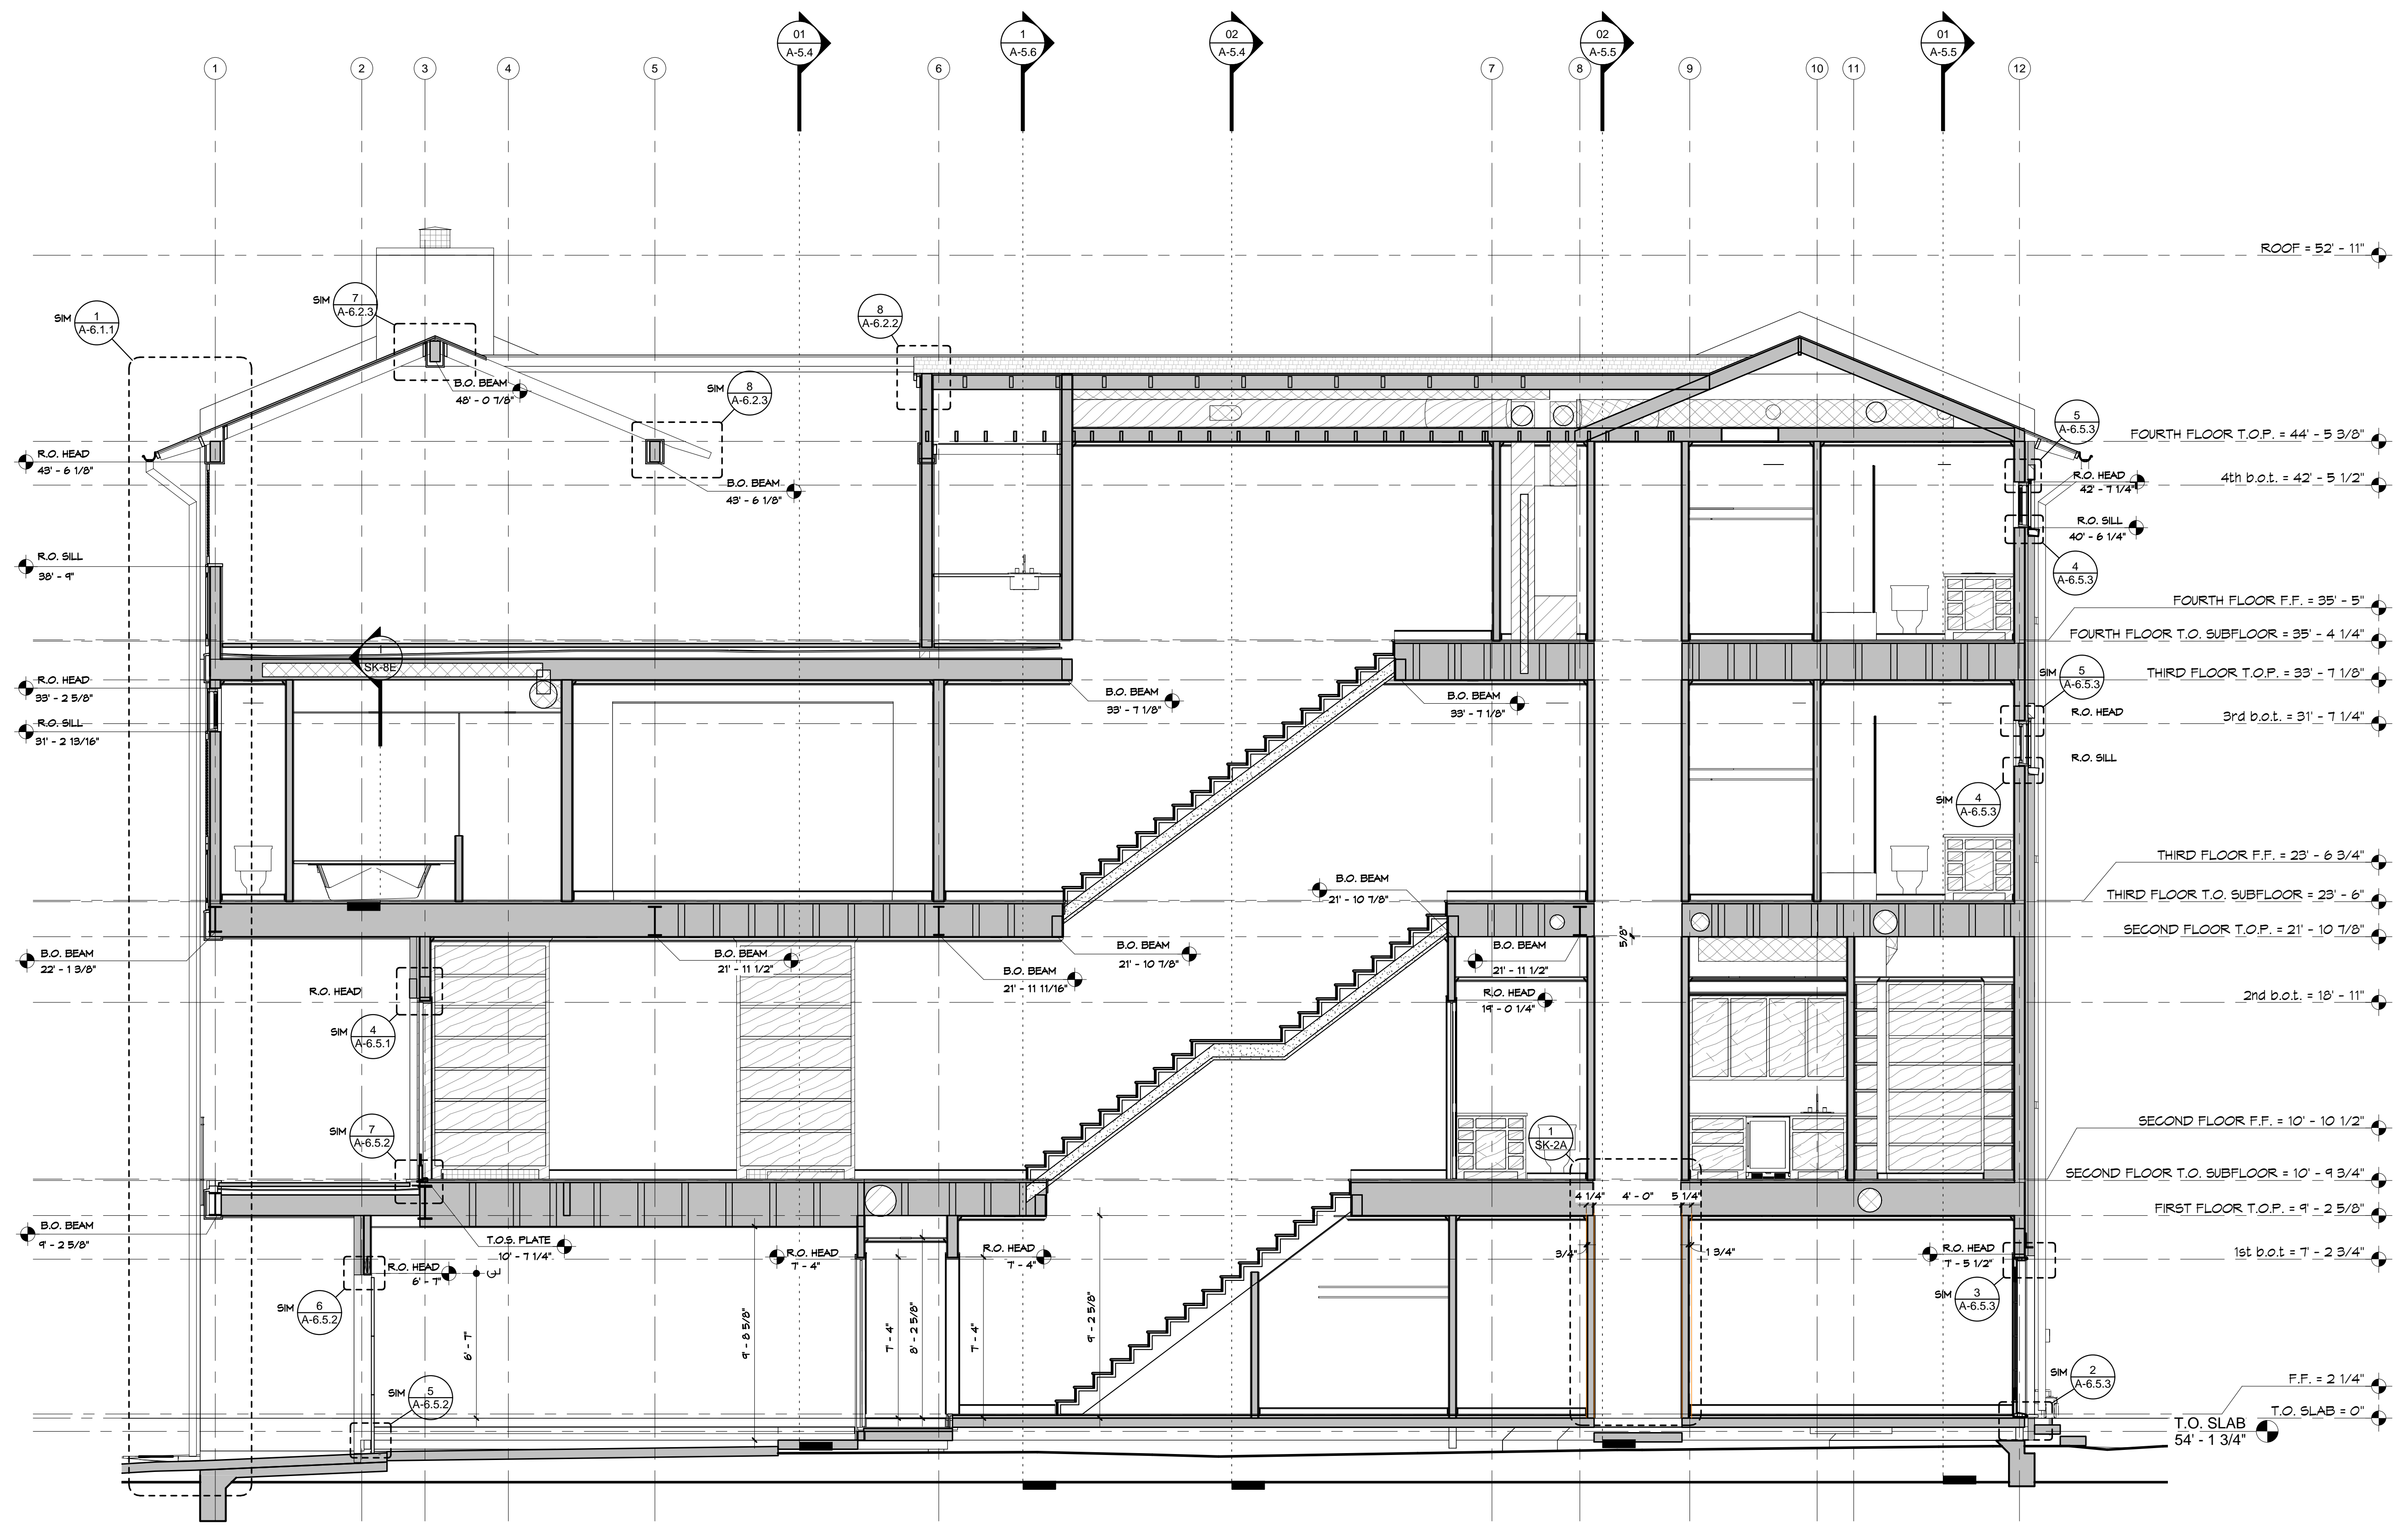 01
A-5.4
1
A-5.6
02
A-5.4
02
A-5.5
01
A-5.5
1
2
3
4
5
6
7
8
9
10
11
12
ROOF = 52' - 11"
SIM
1
A-6.1.1
SIM
7
A-6.2.3
8
A-6.2.2
B.O. BEAM
48' - 0 7/8"
SIM
8
A-6.2.3
5
A-6.5.3
FOURTH FLOOR T.O.P. = 44' - 5 3/8"
R.O. HEAD
43' - 6 1/8"
B.O. BEAM
43' - 6 1/8"
R.O. HEAD
42' - 7 1/4"
4th b.o.t. = 42' - 5 1/2"
R.O. SILL
40' - 6 1/4"
R.O. SILL
38' - 9"
4
A-6.5.3
FOURTH FLOOR F.F. = 35' - 5"
FOURTH FLOOR T.O. SUBFLOOR = 35' - 4 1/4"
1
SK-8E
SIM
5
A-6.5.3
THIRD FLOOR T.O.P. = 33' - 7 1/8"
R.O. HEAD
33' - 2 5/8"
B.O. BEAM
33' - 7 1/8"
B.O. BEAM
33' - 7 1/8"
R.O. HEAD
3rd b.o.t. = 31' - 7 1/4"
R.O. SILL
31' - 2 13/16"
R.O. SILL
SIM
4
A-6.5.3
THIRD FLOOR F.F. = 23' - 6 3/4"
B.O. BEAM
21' - 10 7/8"
THIRD FLOOR T.O. SUBFLOOR = 23' - 6"
SECOND FLOOR T.O.P. = 21' - 10 7/8"
5/8"
B.O. BEAM
22' - 1 3/8"
B.O. BEAM
21' - 11 1/2"
B.O. BEAM
21' - 10 7/8"
B.O. BEAM
21' - 11 11/16"
B.O. BEAM
21' - 11 1/2"
R.O. HEAD
R.O. HEAD
19' - 0 1/4"
2nd b.o.t. = 18' - 11"
SIM
4
A-6.5.1
SIM
7
A-6.5.2
1
SK-2A
SECOND FLOOR F.F. = 10' - 10 1/2"
SECOND FLOOR T.O. SUBFLOOR = 10' - 9 3/4"
4 1/4"
4' - 0"
5 1/4"
FIRST FLOOR T.O.P. = 9' - 2 5/8"
B.O. BEAM
9' - 2 5/8"
T.O.S. PLATE
10' - 7 1/4"
R.O. HEAD
7' - 4"
R.O. HEAD
7' - 4"
3/4"
1 3/4"
R.O. HEAD
7' - 5 1/2"
1st b.o.t = 7' - 2 3/4"
R.O. HEAD
6' - 7"
SIM
6
A-6.5.2
SIM
3
A-6.5.3
6' - 7"
9' - 8 5/8"
7' - 4"
8' - 2 5/8"
7' - 4"
9' - 2 5/8"
SIM
5
A-6.5.2
SIM
2
A-6.5.3
F.F. = 2 1/4"
T.O. SLAB = 0"
T.O. SLAB
54' - 1 3/4"